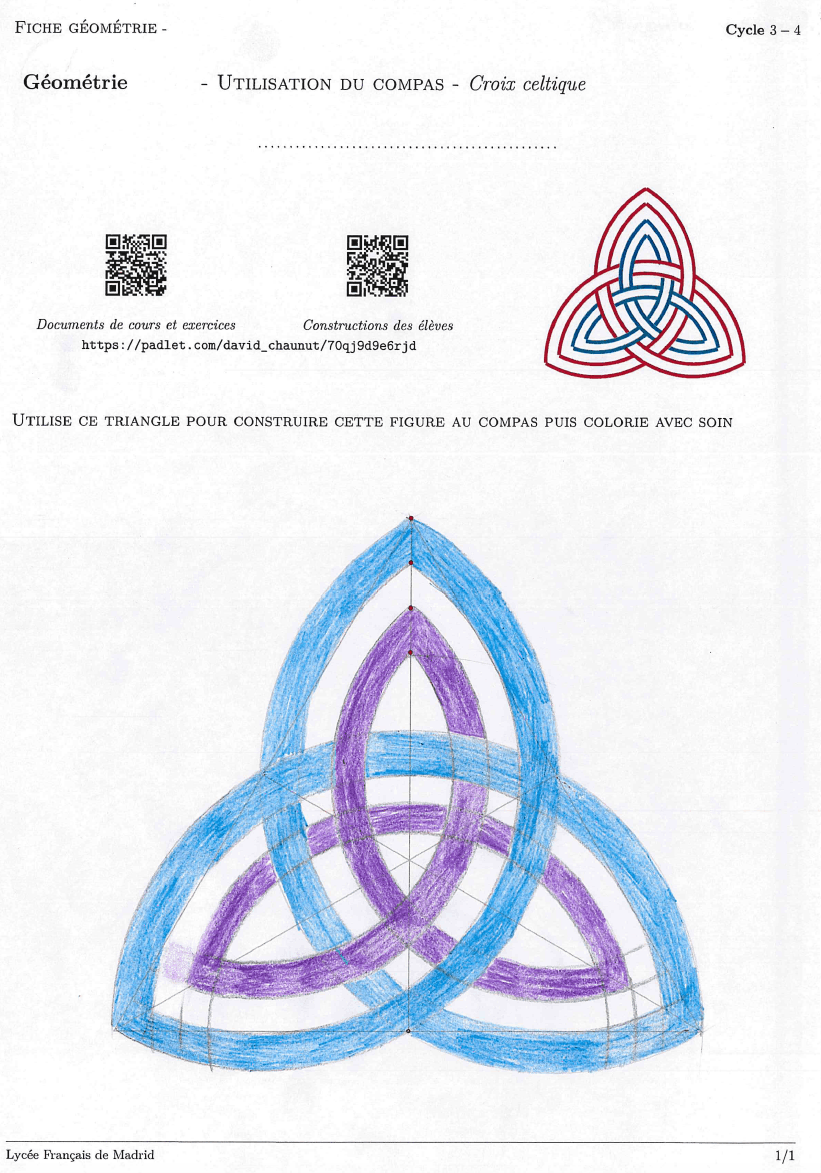 FICHE GÉOMÉTRIE -
Cycle 3 – 4
Géométrie - UTILISATION DU COMPAS - Croix celtique
Documents de cours et exercices
Constructions des élèves
https://padlet.com/david_chaunut/70qj9d9e6rjd
UTILISE CE TRIANGLE POUR CONSTRUIRE CETTE FIGURE AU COMPAS PUIS COLORIE AVEC SOIN
Lycée Français de Madrid
1/1